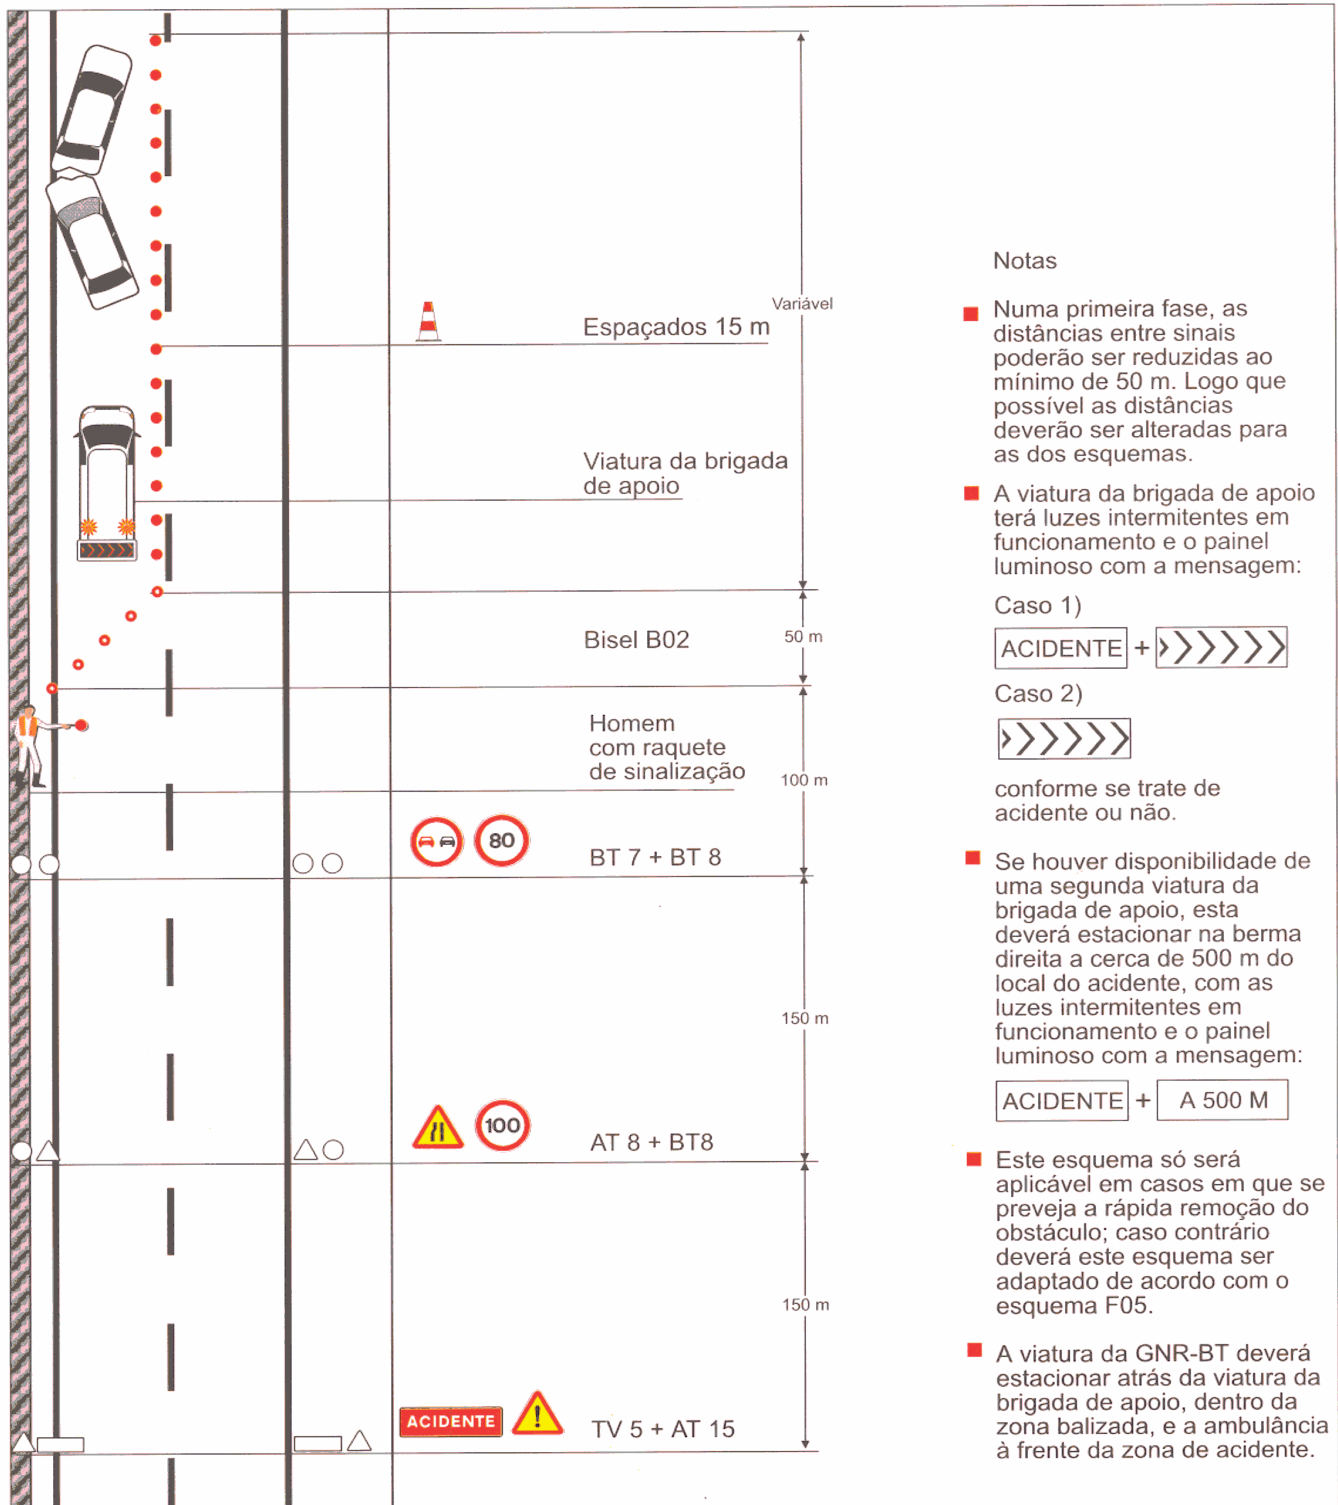 Variável
Espaçados 15 m
Viatura da brigada
de apoio
Bisel B02
50 m
Homem
com raquete
de sinalização
100 m
80
BT 7 + BT 8
150 m
100
AT 8 + BT8
150 m
ACIDENTE
!
TV 5 + AT 15
Notas
Numa primeira fase, as
distâncias entre sinais
poderão ser reduzidas ao
mínimo de 50 m. Logo que
possível as distâncias
deverão ser alteradas para
as dos esquemas.
A viatura da brigada de apoio
terá luzes intermitentes em
funcionamento e o painel
luminoso com a mensagem:
Caso 1)
ACIDENTE +
Caso 2)
conforme se trate de
acidente ou não.
Se houver disponibilidade de
uma segunda viatura da
brigada de apoio, esta
deverá estacionar na berma
direita a cerca de 500 m do
local do acidente, com as
luzes intermitentes em
funcionamento e o painel
luminoso com a mensagem:
ACIDENTE + A 500 M
Este esquema só será
aplicável em casos em que se
preveja a rápida remoção do
obstáculo; caso contrário
deverá este esquema ser
adaptado de acordo com o
esquema F05.
A viatura da GNR-BT deverá
estacionar atrás da viatura da
brigada de apoio, dentro da
zona balizada, e a ambulância
à frente da zona de acidente.